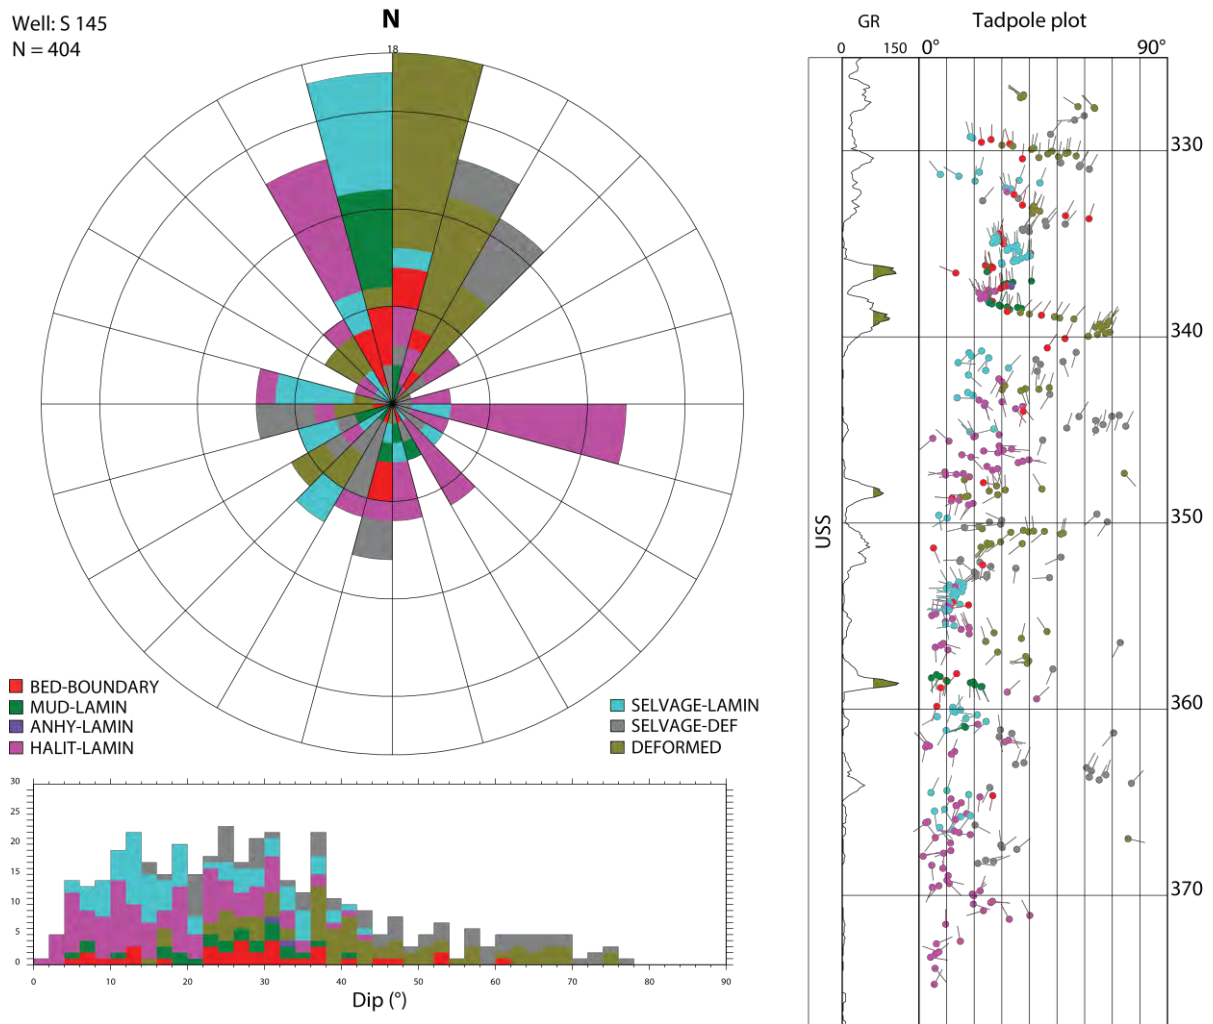 Well: S 145
N = 404
N
18
GR
Tadpole plot
0 150
0° 90°
330
340
350
360
370
USS
BED-BOUNDARY
MUD-LAMIN
ANHY-LAMIN
HALIT-LAMIN
SELVAGE-LAMIN
SELVAGE-DEF
DEFORMED
30
25
20
15
10
5
0
0 10 20 30 40 50 60 70 80 90
Dip (°)